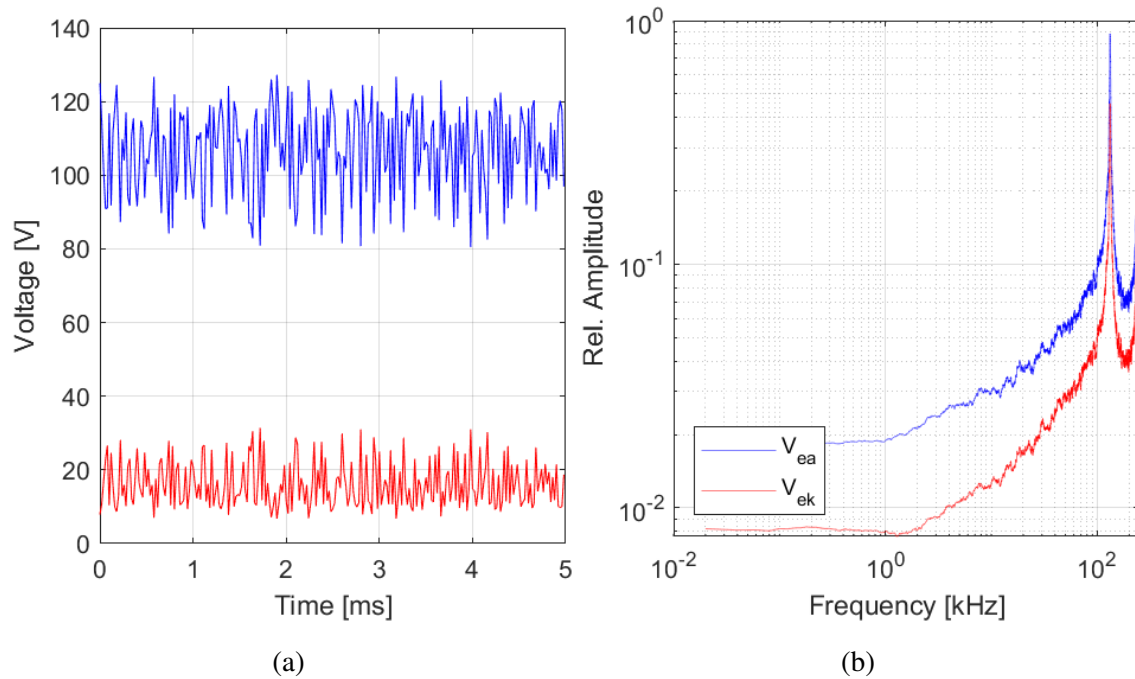 140
120
100
80
60
40
20
0
Voltage [V]
0 1 2 3 4 5
Time [ms]
(a)
10^0
10^-1
10^-2
Rel. Amplitude
V_ea
V_ek
10^-2 10^0 10^2
Frequency [kHz]
(b)